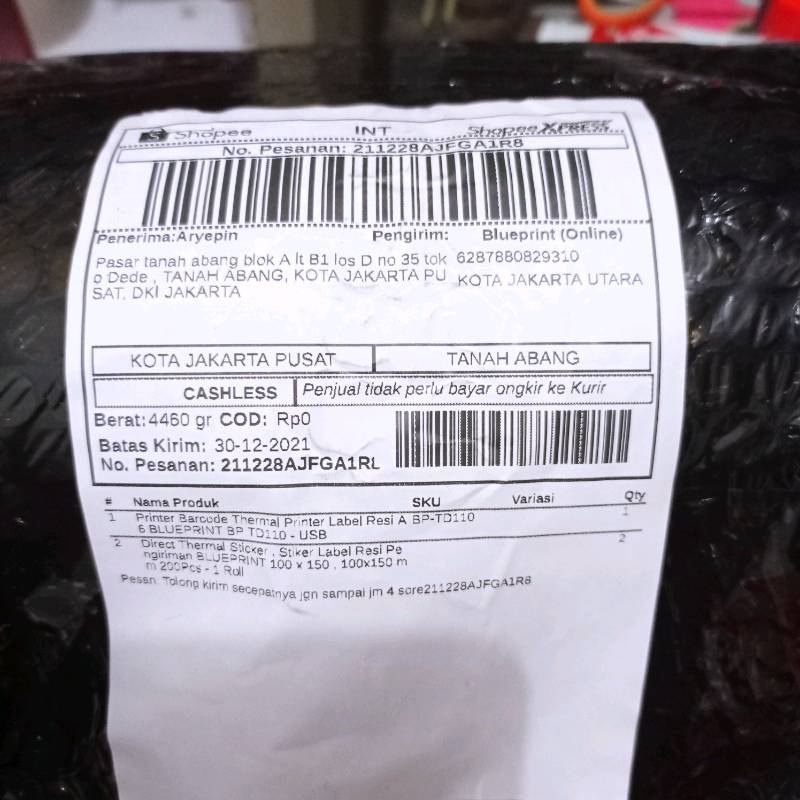 Shopee INT Shopee XPRESS
No. Pesanan: 211228AJFGA1R8
Penerima: Aryepin Pengirim: Blueprint (Online)
Pasar tanah abang blok A lt B1 los D no 35 tok 6287880829310
o Dede , TANAH ABANG, KOTA JAKARTA PU KOTA JAKARTA UTARA
SAT, DKI JAKARTA
KOTA JAKARTA PUSAT TANAH ABANG
CASHLESS Penjual tidak perlu bayar ongkir ke Kurir
Berat: 4460 gr COD: Rp0
Batas Kirim: 30-12-2021
No. Pesanan: 211228AJFGA1RL
# Nama Produk SKU Variasi Qty
1 Printer Barcode Thermal Printer Label Resi A BP-TD110 1
6 BLUEPRINT BP TD110 - USB
2 Direct Thermal Sticker , Stiker Label Resi Pe 2
ngiriman BLUEPRINT 100 x 150 , 100x150 m
m 200Pcs - 1 Roll
Pesan: Tolong kirim secepatnya jgn sampai jm 4 sore211228AJFGA1R8